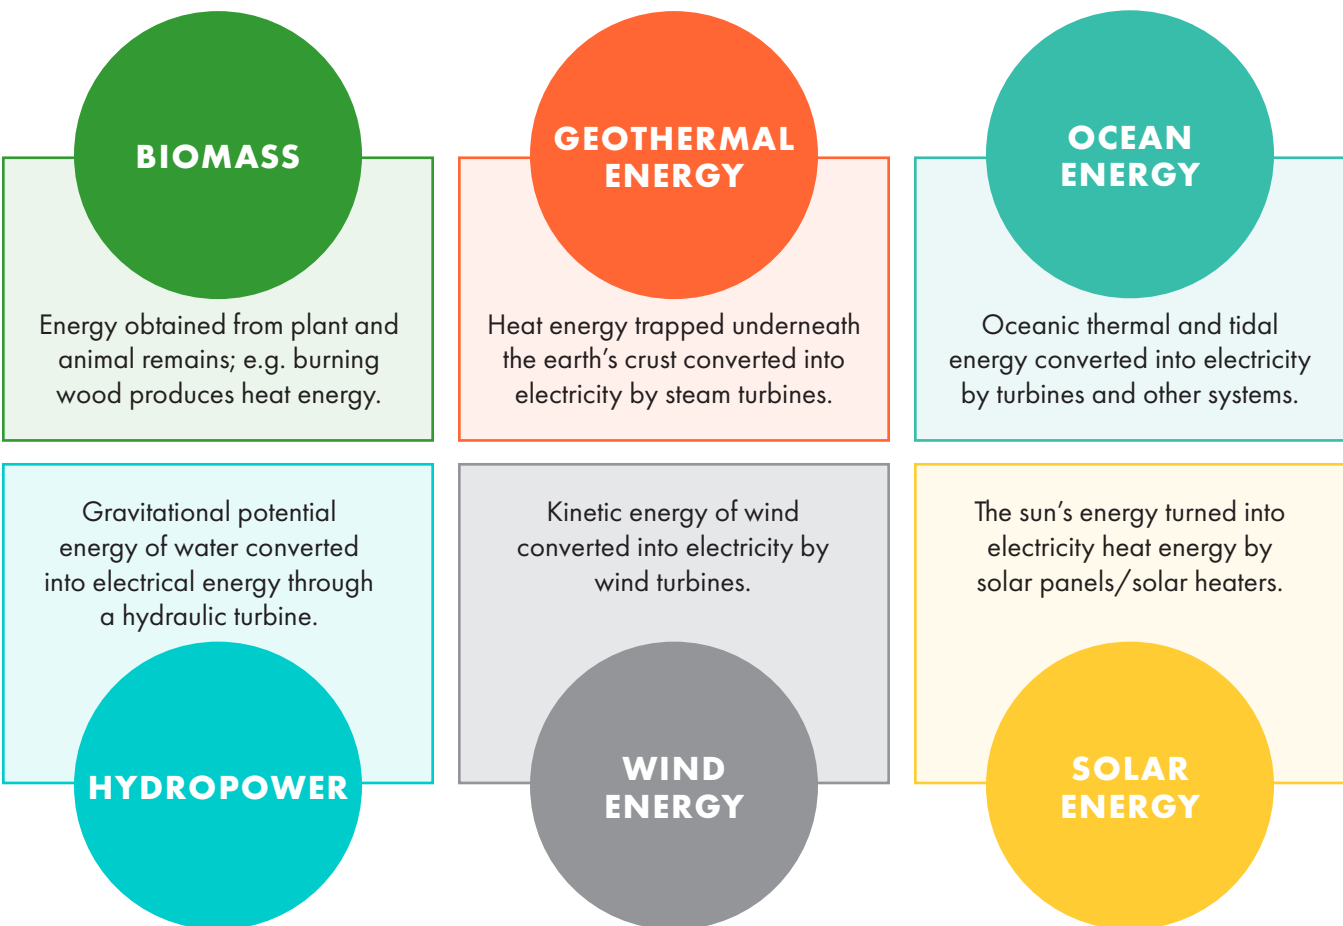 BIOMASS
Energy obtained from plant and
animal remains; e.g. burning
wood produces heat energy.
GEOTHERMAL
ENERGY
Heat energy trapped underneath
the earth’s crust converted into
electricity by steam turbines.
OCEAN
ENERGY
Oceanic thermal and tidal
energy converted into electricity
by turbines and other systems.
Gravitational potential
energy of water converted
into electrical energy through
a hydraulic turbine.
HYDROPOWER
Kinetic energy of wind
converted into electricity by
wind turbines.
WIND
ENERGY
The sun’s energy turned into
electricity heat energy by
solar panels/solar heaters.
SOLAR
ENERGY